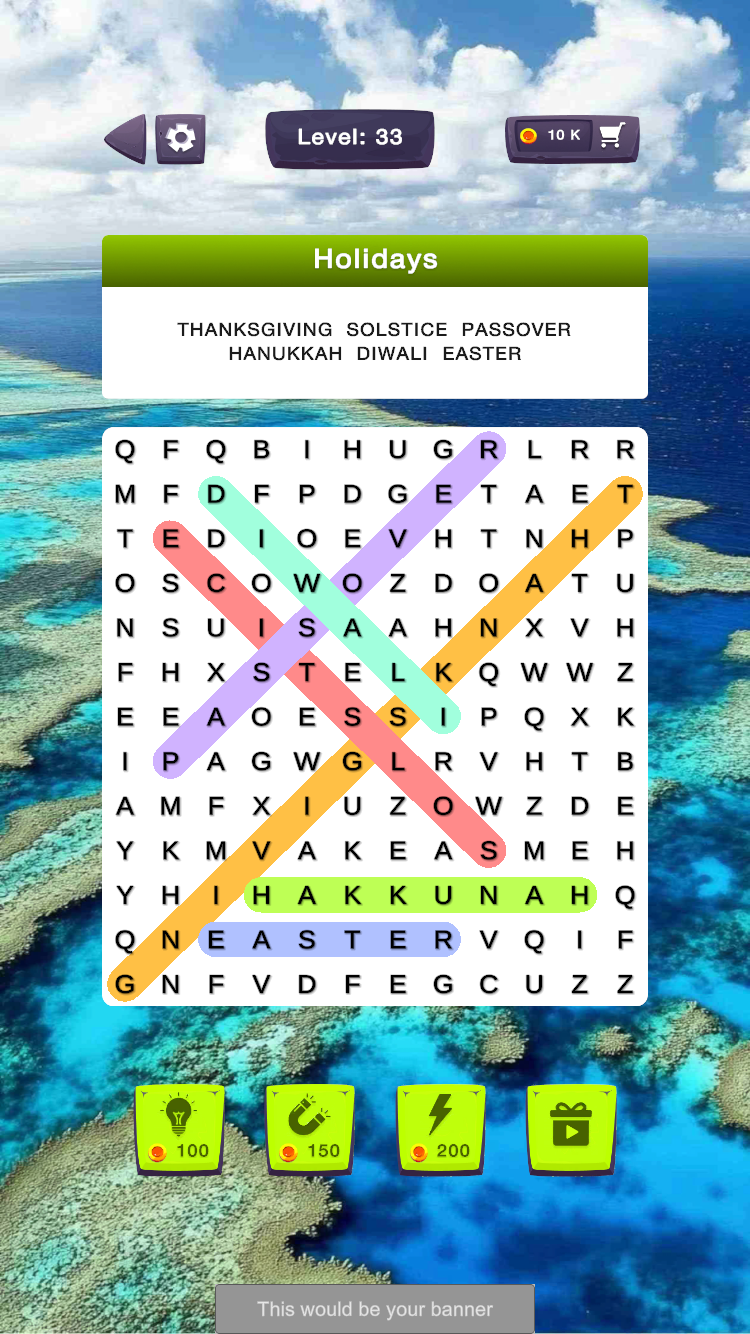 Level: 33
10 K
Holidays
THANKSGIVING SOLSTICE PASSOVER
HANUKKAH DIWALI EASTER
Q F Q B I H U G R L R R
M F D F P D G E T A E T
T E D I O E V H T N H P
O S C O W O Z D O A T U
N S U I S A A H N X V H
F H X S T E L K Q W W Z
E E A O E S S I P Q X K
I P A G W G L R V H T B
A M F X I U Z O W Z D E
Y K M V A K E A S M E H
Y H I H A K K U N A H Q
Q N E A S T E R V Q I F
G N F V D F E G C U Z Z
100 150 200
This would be your banner